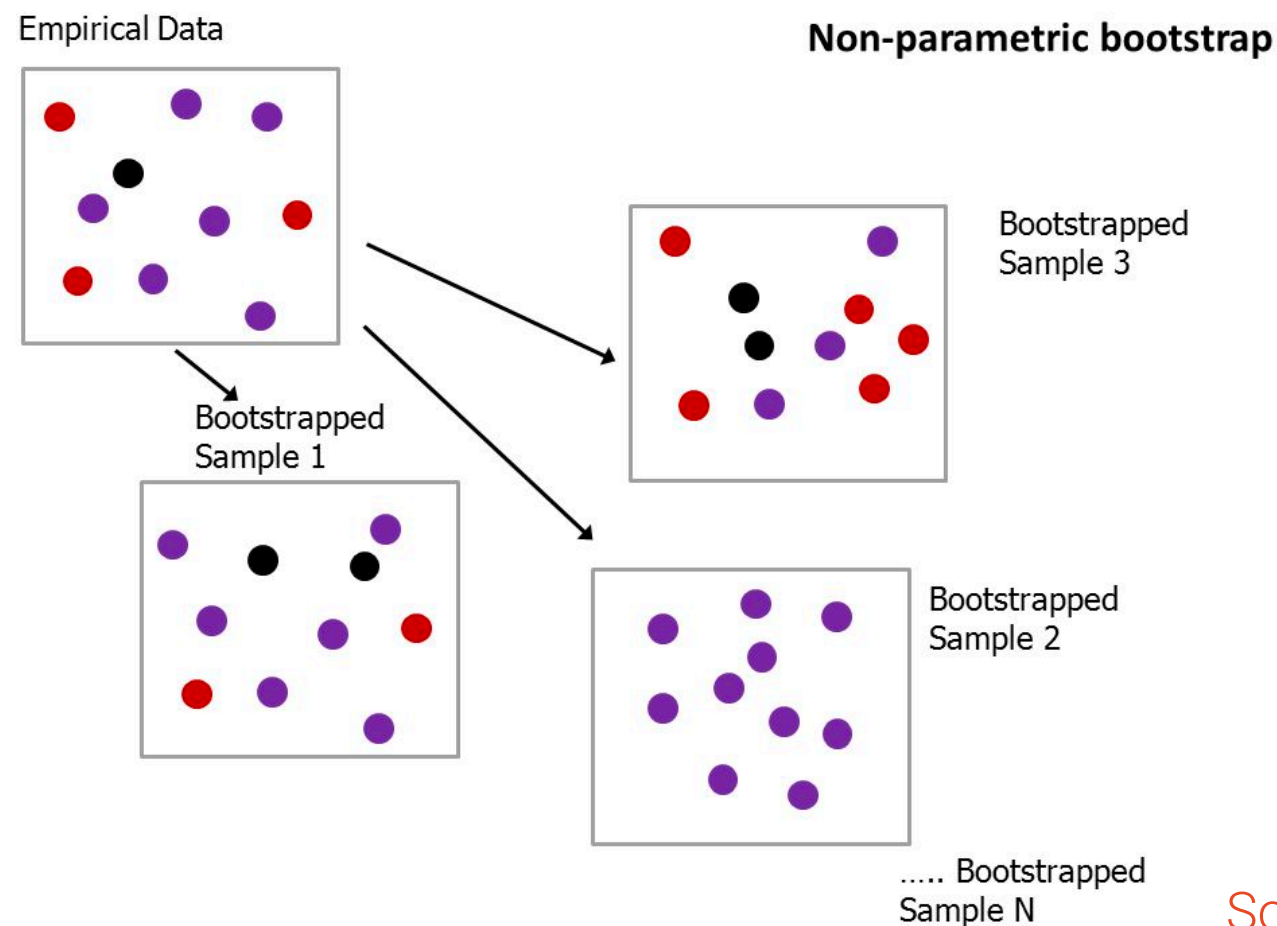 Empirical Data
Non-parametric bootstrap
Bootstrapped
Sample 3
Bootstrapped
Sample 1
Bootstrapped
Sample 2
..... Bootstrapped
Sample N